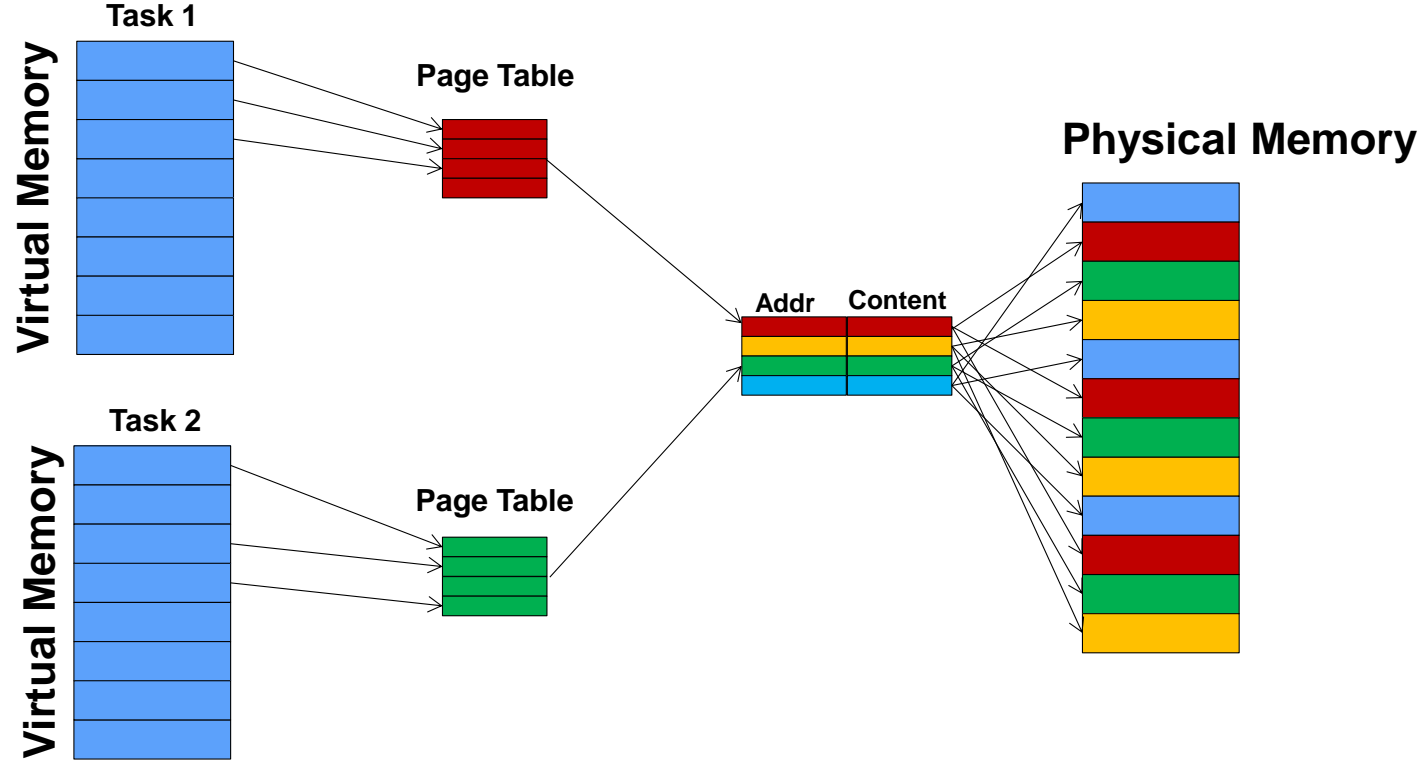 Task 1
Virtual Memory
Page Table
Physical Memory
Addr
Content
Task 2
Virtual Memory
Page Table